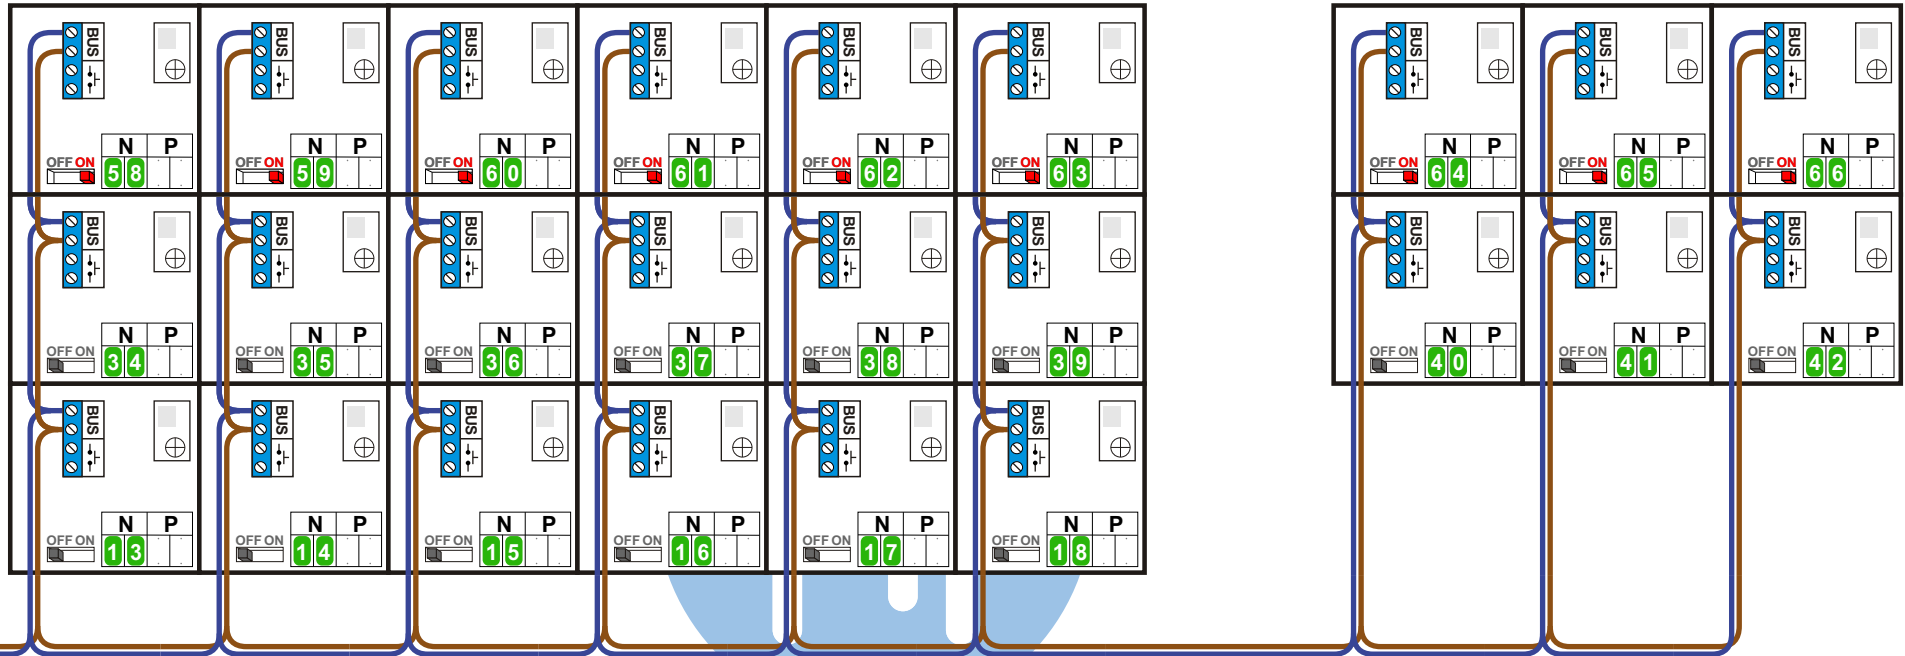 BUS BUS BUS BUS BUS BUS BUS BUS BUS
N P N P N P N P N P N P N P N P N P
OFF ON 58 OFF ON 59 OFF ON 60 OFF ON 61 OFF ON 62 OFF ON 63 OFF ON 64 OFF ON 65 OFF ON 66
BUS BUS BUS BUS BUS BUS BUS BUS BUS
N P N P N P N P N P N P N P N P N P
OFF ON 34 OFF ON 35 OFF ON 36 OFF ON 37 OFF ON 38 OFF ON 39 OFF ON 40 OFF ON 41 OFF ON 42
BUS BUS BUS BUS BUS BUS
N P N P N P N P N P N P
OFF ON 13 OFF ON 14 OFF ON 15 OFF ON 16 OFF ON 17 OFF ON 18